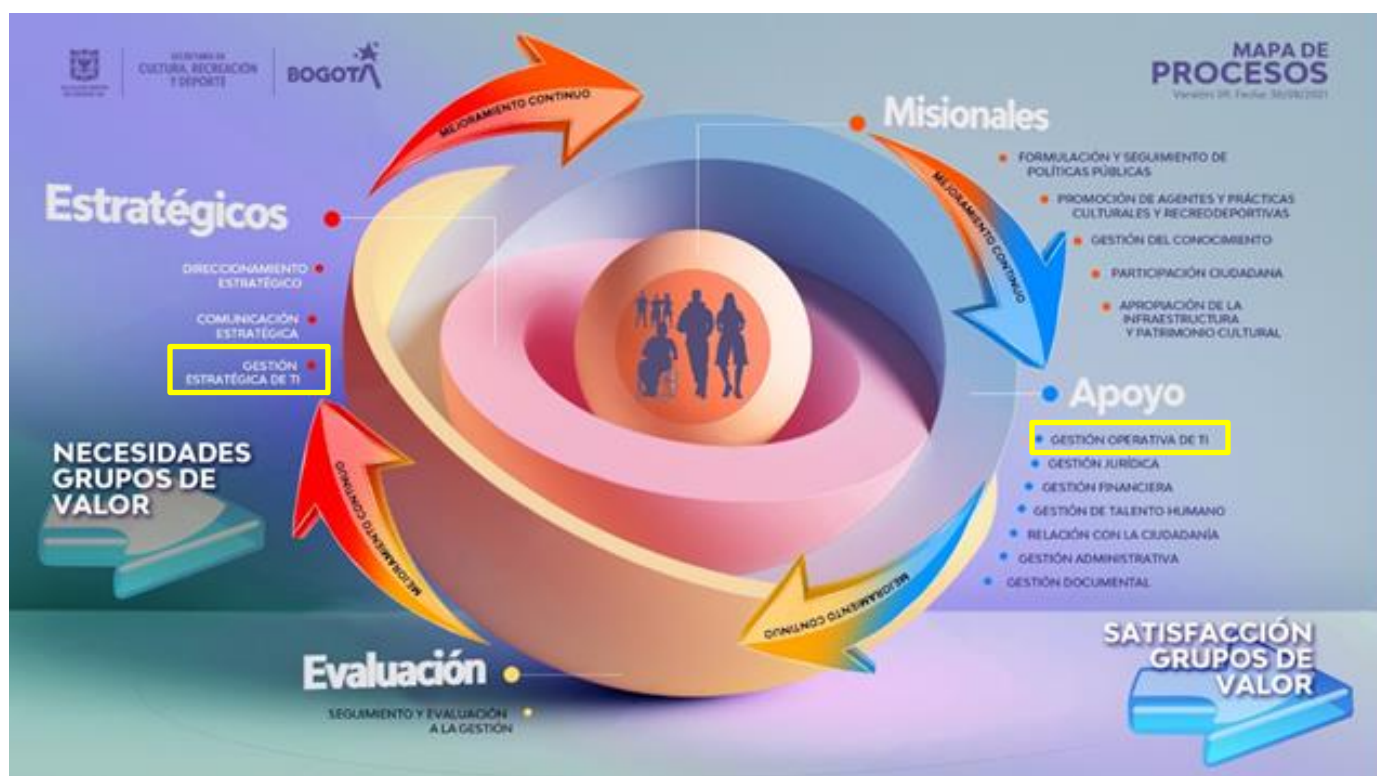 SECRETARÍA DE
CULTURA, RECREACIÓN
Y DEPORTE
BOGOTÁ
MAPA DE
PROCESOS
MEJORAMIENTO CONTINUO
Misionales
FORMULACIÓN Y SEGUIMIENTO DE
POLÍTICAS PÚBLICAS
PROMOCIÓN DE AGENTES Y PRÁCTICAS
CULTURALES Y RECREODEPORTIVAS
GESTIÓN DEL CONOCIMIENTO
PARTICIPACIÓN CIUDADANA
APROPIACIÓN DE LA
INFRAESTRUCTURA
Y PATRIMONIO CULTURAL
MEJORAMIENTO CONTINUO
Estratégicos
DIRECCIONAMIENTO
ESTRATÉGICO
COMUNICACIÓN
ESTRATÉGICA
GESTIÓN
ESTRATÉGICA DE TI
Apoyo
GESTIÓN OPERATIVA DE TI
GESTIÓN JURÍDICA
GESTIÓN FINANCIERA
GESTIÓN DE TALENTO HUMANO
RELACIÓN CON LA CIUDADANÍA
GESTIÓN ADMINISTRATIVA
GESTIÓN DOCUMENTAL
NECESIDADES
GRUPOS DE
VALOR
MEJORAMIENTO CONTINUO
MEJORAMIENTO CONTINUO
Evaluación
SEGUIMIENTO Y EVALUACIÓN
A LA GESTIÓN
SATISFACCIÓN
GRUPOS DE
VALOR